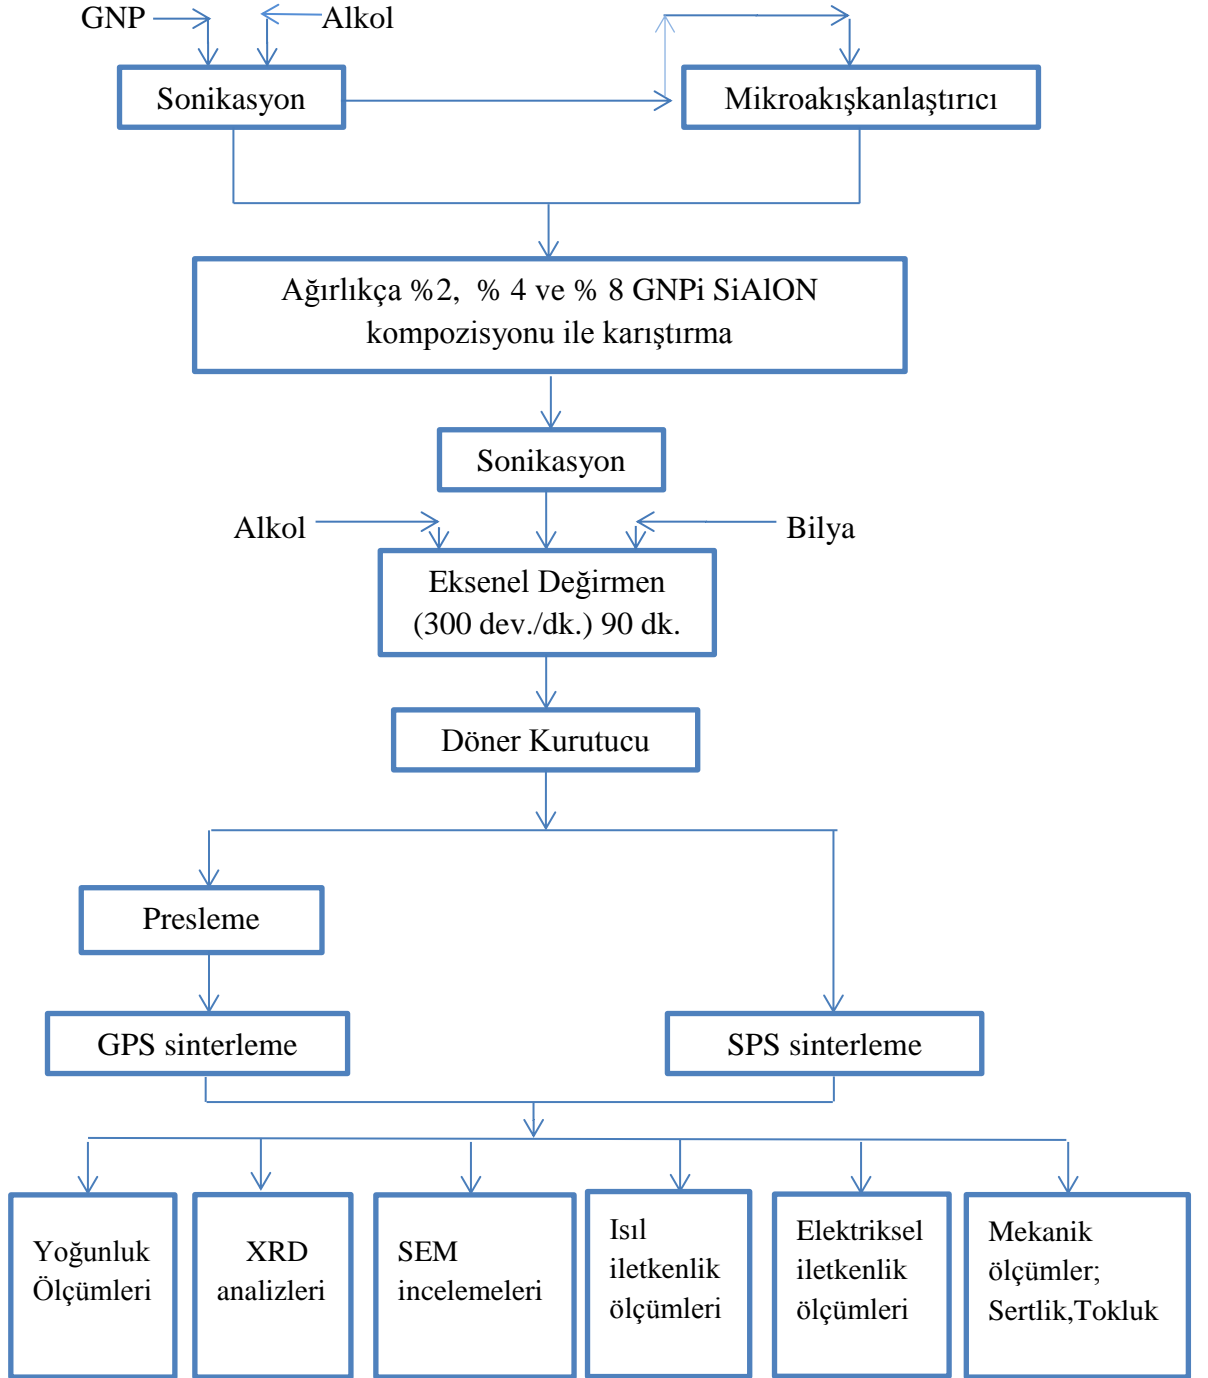 GNP
Alkol
Sonikasyon
Mikroakışkanlaştırıcı
Ağırlıkça %2, % 4 ve % 8 GNPi SiAlON
kompozisyonu ile karıştırma
Sonikasyon
Alkol
Bilya
Eksenel Değirmen
(300 dev./dk.) 90 dk.
Döner Kurutucu
Presleme
GPS sinterleme
SPS sinterleme
Yoğunluk
Ölçümleri
XRD
analizleri
SEM
incelemeleri
Isıl
iletkenlik
ölçümleri
Elektriksel
iletkenlik
ölçümleri
Mekanik
ölçümler;
Sertlik,Tokluk